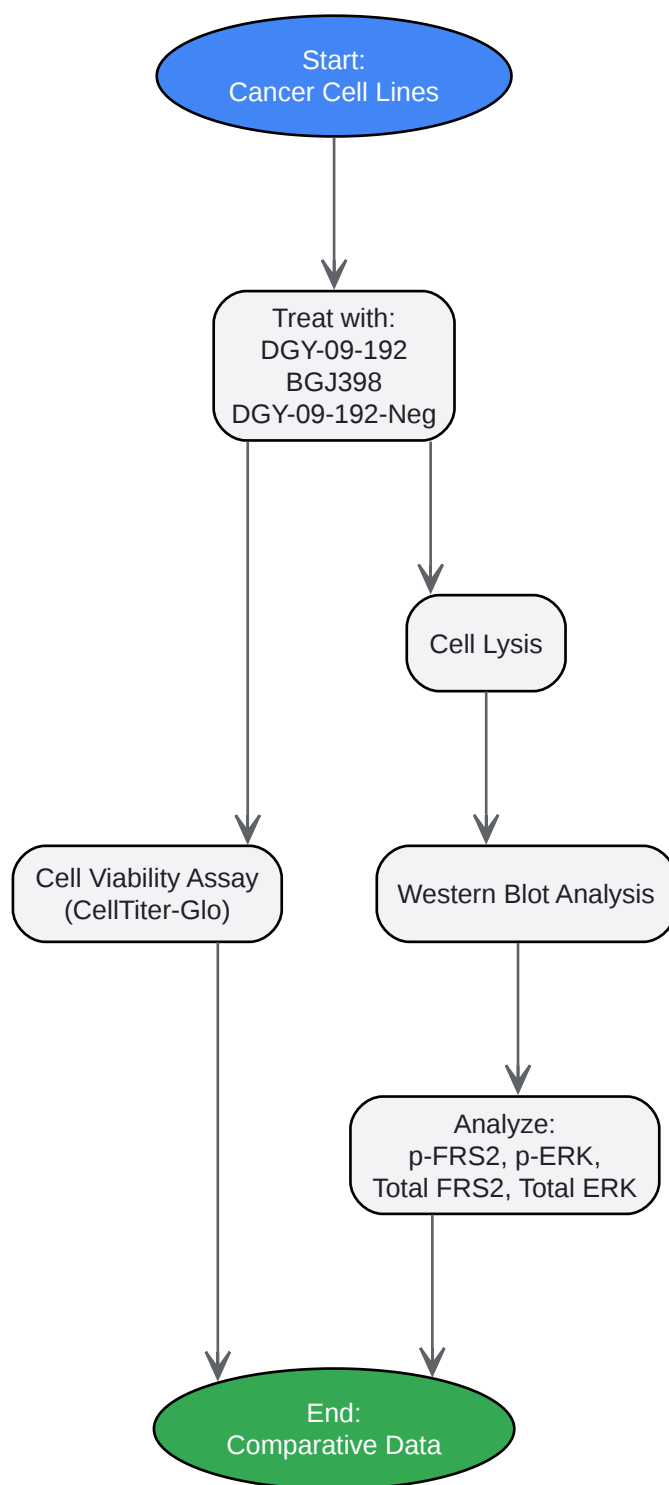 Start:
Cancer Cell Lines
Treat with:
DGY-09-192
BGJ398
DGY-09-192-Neg
Cell Lysis
Cell Viability Assay
(CellTiter-Glo)
Western Blot Analysis
Analyze:
p-FRS2, p-ERK,
Total FRS2, Total ERK
End:
Comparative Data